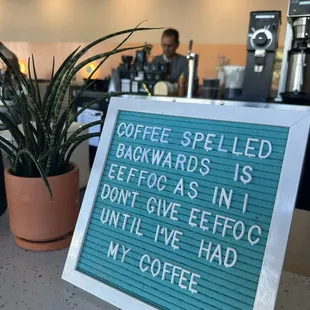 COFFEE SPELLED
BACKWARDS IS
EEFFOC AS IN I
DON'T GIVE EEFFOC
UNTIL I'VE HAD
MY COFFEE